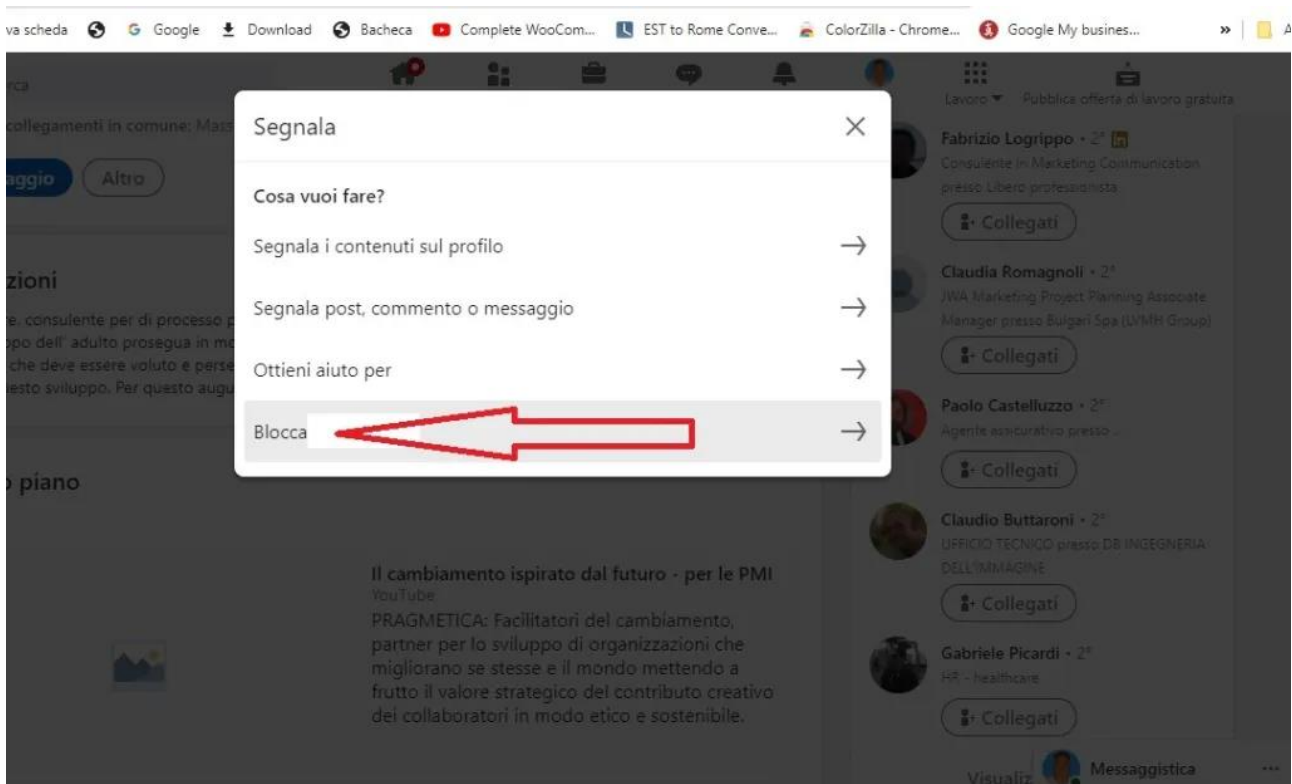 va scheda Google Download Bacheca Complete WooCom... EST to Rome Conve... ColorZilla - Chrome... Google My busines... » A
rca
Lavoro Pubblica offerta di lavoro gratuita
collegamenti in comune: Mass
aggio Altro
Segnala
Cosa vuoi fare?
Segnala i contenuti sul profilo
Segnala post, commento o messaggio
Ottieni aiuto per
Blocca
zioni
re, consulente per di processo p
ppo dell' adulto prosegua in mo
che deve essere voluto e perse
esto sviluppo. Per questo augu
o piano
Il cambiamento ispirato dal futuro - per le PMI
YouTube
PRAGMETICA: Facilitatori del cambiamento,
partner per lo sviluppo di organizzazioni che
migliorano se stesse e il mondo mettendo a
frutto il valore strategico del contributo creativo
dei collaboratori in modo etico e sostenibile.
Fabrizio Logrippo • 2° in
Consulente in Marketing Communication
presso Libero professionista
Collegati
Claudia Romagnoli • 2°
JWA Marketing Project Planning Associate
Manager presso Bulgari Spa (LVMH Group)
Collegati
Paolo Castelluzzo • 2°
Agente assicurativo presso ..
Collegati
Claudio Buttaroni • 2°
UFFICIO TECNICO presso DB INGEGNERIA
DELL'IMMAGINE
Collegati
Gabriele Picardi • 2°
HR - healthcare
Collegati
Visualiz
Messaggistica